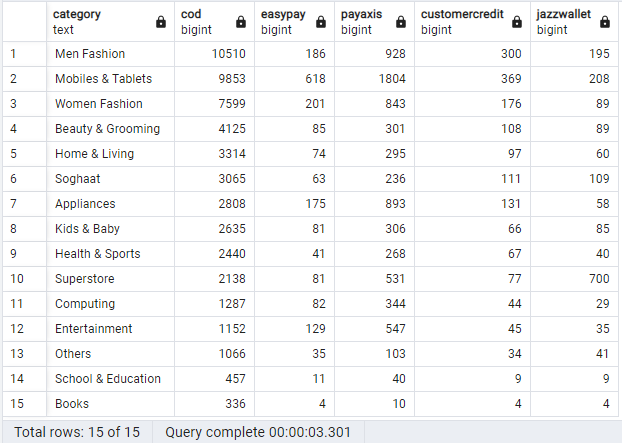 category cod easypay payaxis customercredit jazzwallet
text bigint bigint bigint bigint bigint
1 Men Fashion 10510 186 928 300 195
2 Mobiles & Tablets 9853 618 1804 369 208
3 Women Fashion 7599 201 843 176 89
4 Beauty & Grooming 4125 85 301 108 89
5 Home & Living 3314 74 295 97 60
6 Soghaat 3065 63 236 111 109
7 Appliances 2808 175 893 131 58
8 Kids & Baby 2635 81 306 66 85
9 Health & Sports 2440 41 268 67 40
10 Superstore 2138 81 531 77 700
11 Computing 1287 82 344 44 29
12 Entertainment 1152 129 547 45 35
13 Others 1066 35 103 34 41
14 School & Education 457 11 40 9 9
15 Books 336 4 10 4 4
Total rows: 15 of 15 Query complete 00:00:03.301